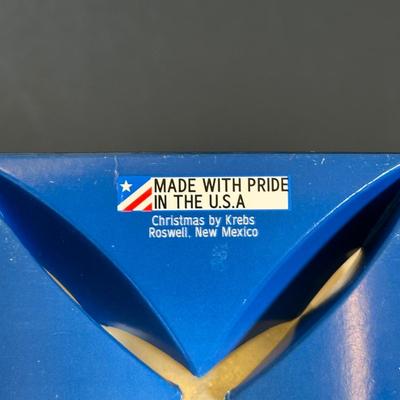 MADE WITH PRIDE
IN THE U.S.A
Christmas by Krebs
Roswell, New Mexico